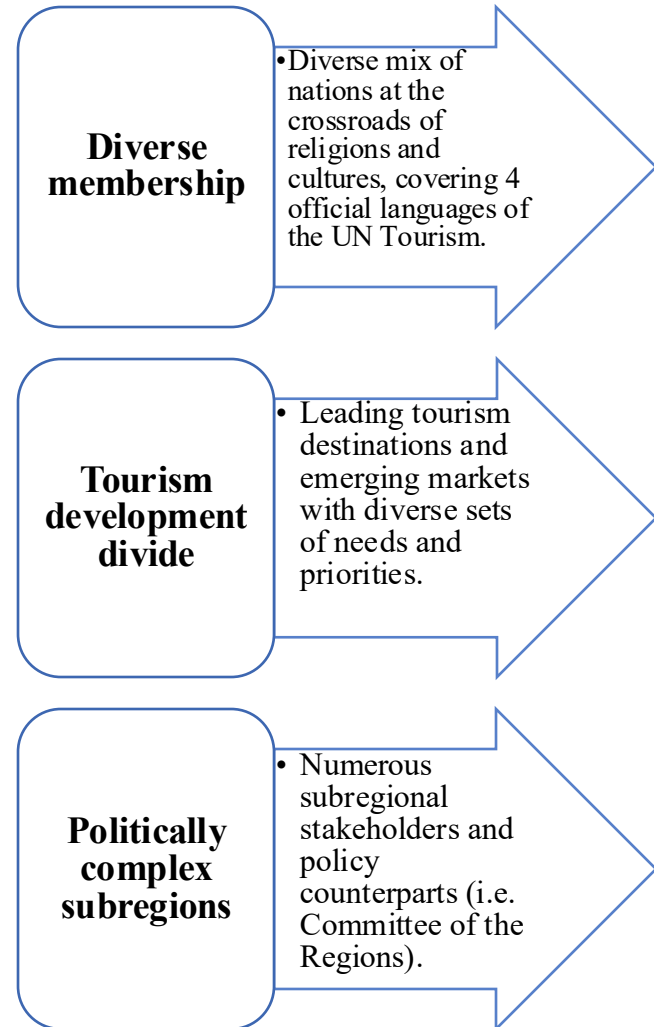 Diverse
membership
•Diverse mix of
nations at the
crossroads of
religions and
cultures, covering 4
official languages of
the UN Tourism.
Tourism
development
divide
• Leading tourism
destinations and
emerging markets
with diverse sets
of needs and
priorities.
Politically
complex
subregions
• Numerous
subregional
stakeholders and
policy
counterparts (i.e.
Committee of the
Regions).